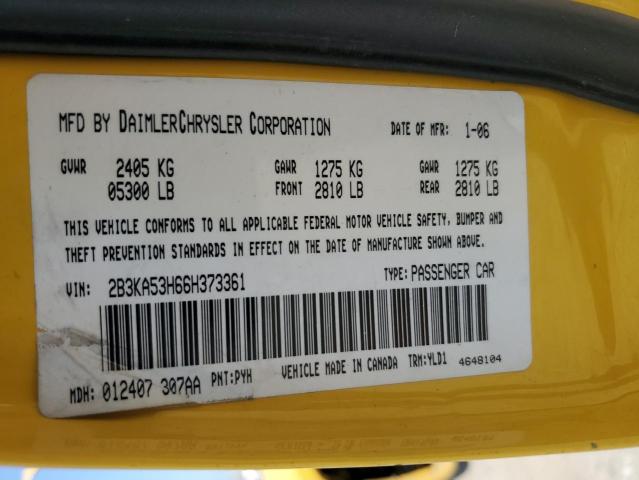 MFD BY DAIMLERCHRYSLER CORPORATION DATE OF MFR: 1-06
GVWR 2405 KG GAWR 1275 KG GAWR 1275 KG
05300 LB FRONT 2810 LB REAR 2810 LB
THIS VEHICLE CONFORMS TO ALL APPLICABLE FEDERAL MOTOR VEHICLE SAFETY, BUMPER AND
THEFT PREVENTION STANDARDS IN EFFECT ON THE DATE OF MANUFACTURE SHOWN ABOVE.
VIN: 2B3KA53H66H373361 TYPE: PASSENGER CAR
MDH: 012407 307AA PNT: PYH VEHICLE MADE IN CANADA TRM: YLD1 4648104